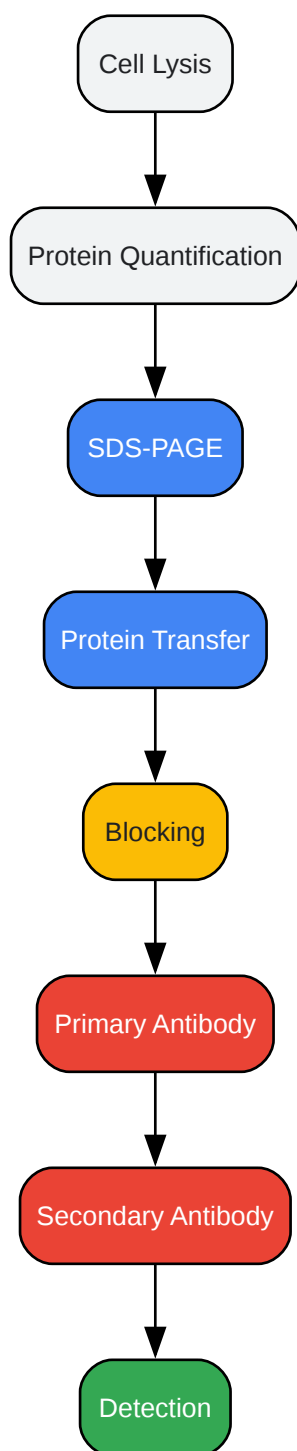 Cell Lysis
Protein Quantification
SDS-PAGE
Protein Transfer
Blocking
Primary Antibody
Secondary Antibody
Detection